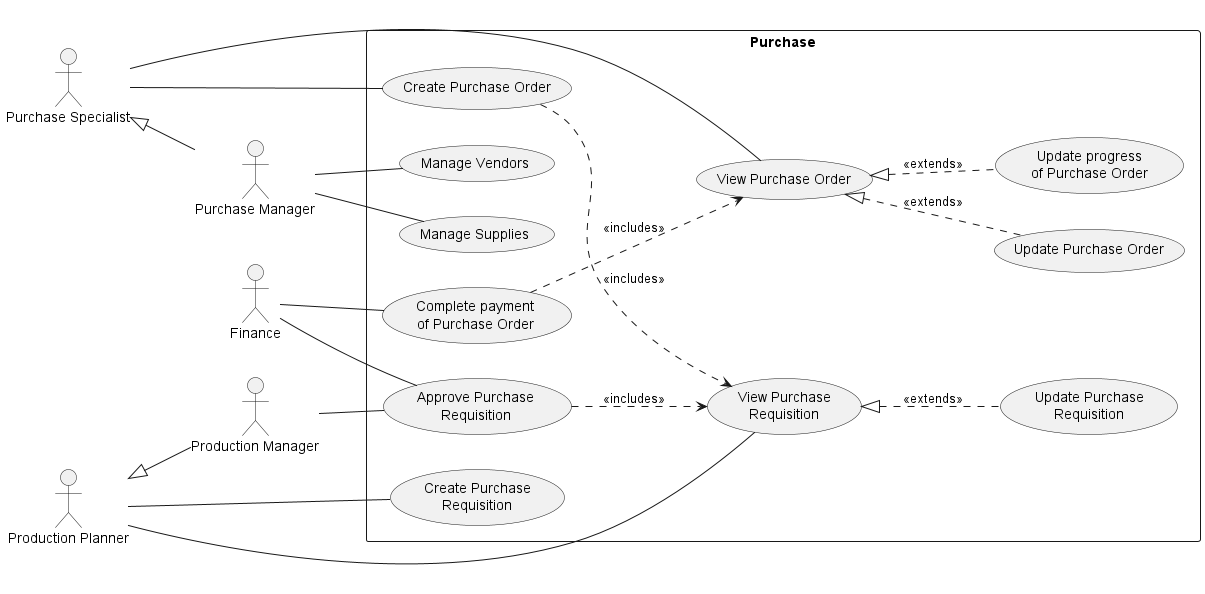 Purchase
Purchase Specialist
Create Purchase Order
Manage Vendors
Purchase Manager
Manage Supplies
View Purchase Order
«extends»
Update progress
of Purchase Order
«extends»
Update Purchase Order
«includes»
«includes»
Finance
Complete payment
of Purchase Order
Production Manager
Approve Purchase
Requisition
«includes»
View Purchase
Requisition
«extends»
Update Purchase
Requisition
Production Planner
Create Purchase
Requisition